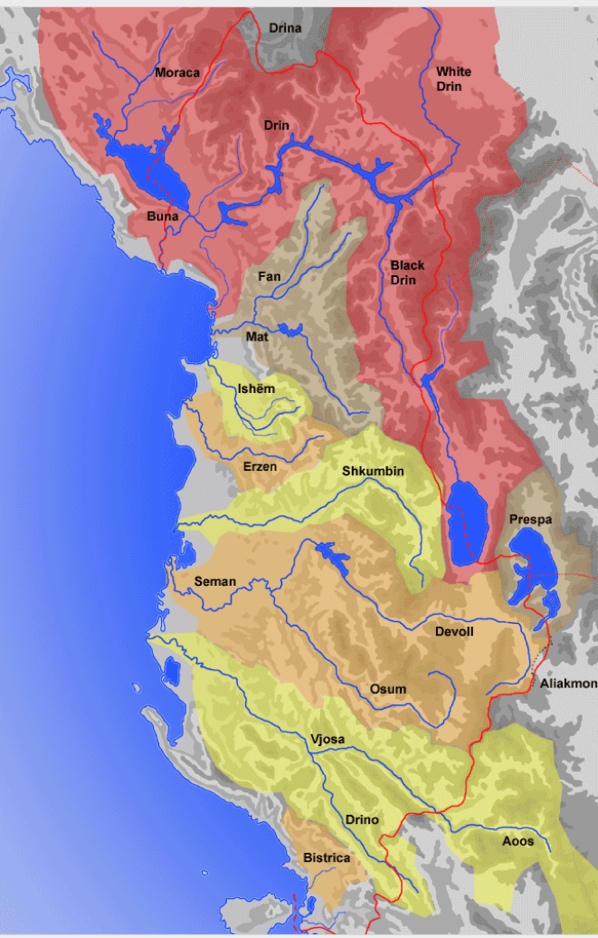 Drina
Moraca
White
Drin
Drin
Buna
Black
Drin
Fan
Mat
Ishëm
Erzen
Shkumbin
Prespa
Seman
Devoll
Aliakmon
Osum
Vjosa
Drino
Aoos
Bistrica